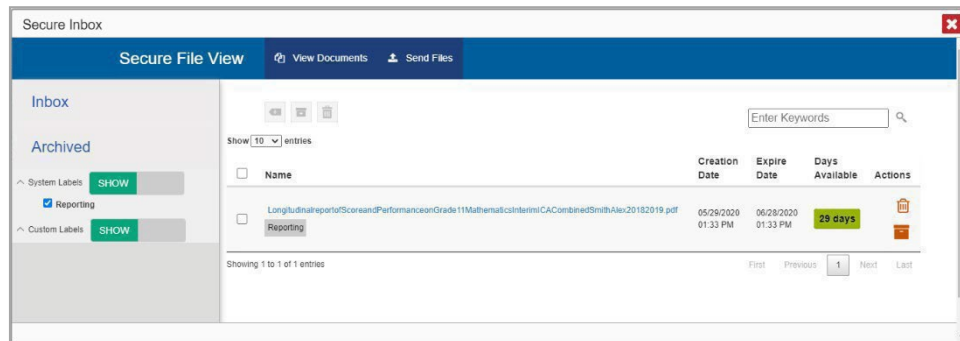 Secure Inbox
Secure File View
View Documents
Send Files
Inbox
Archived
System Labels SHOW
Reporting
Custom Labels SHOW
Enter Keywords
Show 10 entries
Name
Creation Date
Expire Date
Days Available
Actions
LongitudinalreportofScoreandPerformanceonGrade11MathematicsInterimICACombinedSmithAlex20182019.pdf
Reporting
05/29/2020 01:33 PM
06/28/2020 01:33 PM
29 days
Showing 1 to 1 of 1 entries
First Previous 1 Next Last